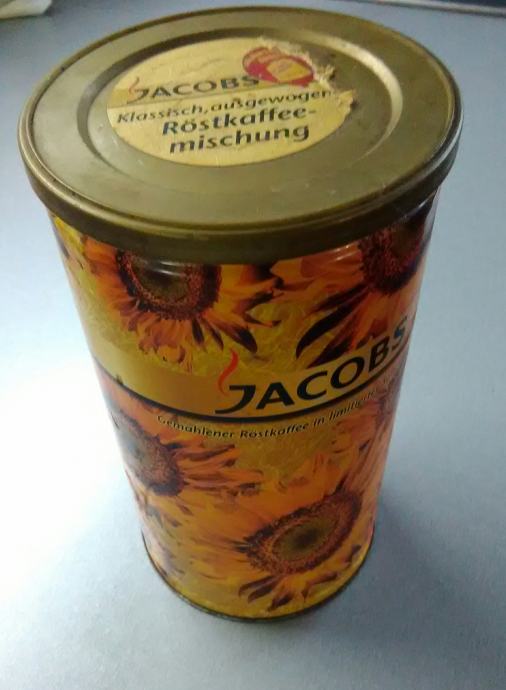 JACOBS
Klassisch, ausgewogen
Röstkaffee-
mischung
JACOBS
Gemahlener Röstkaffee in limitierter